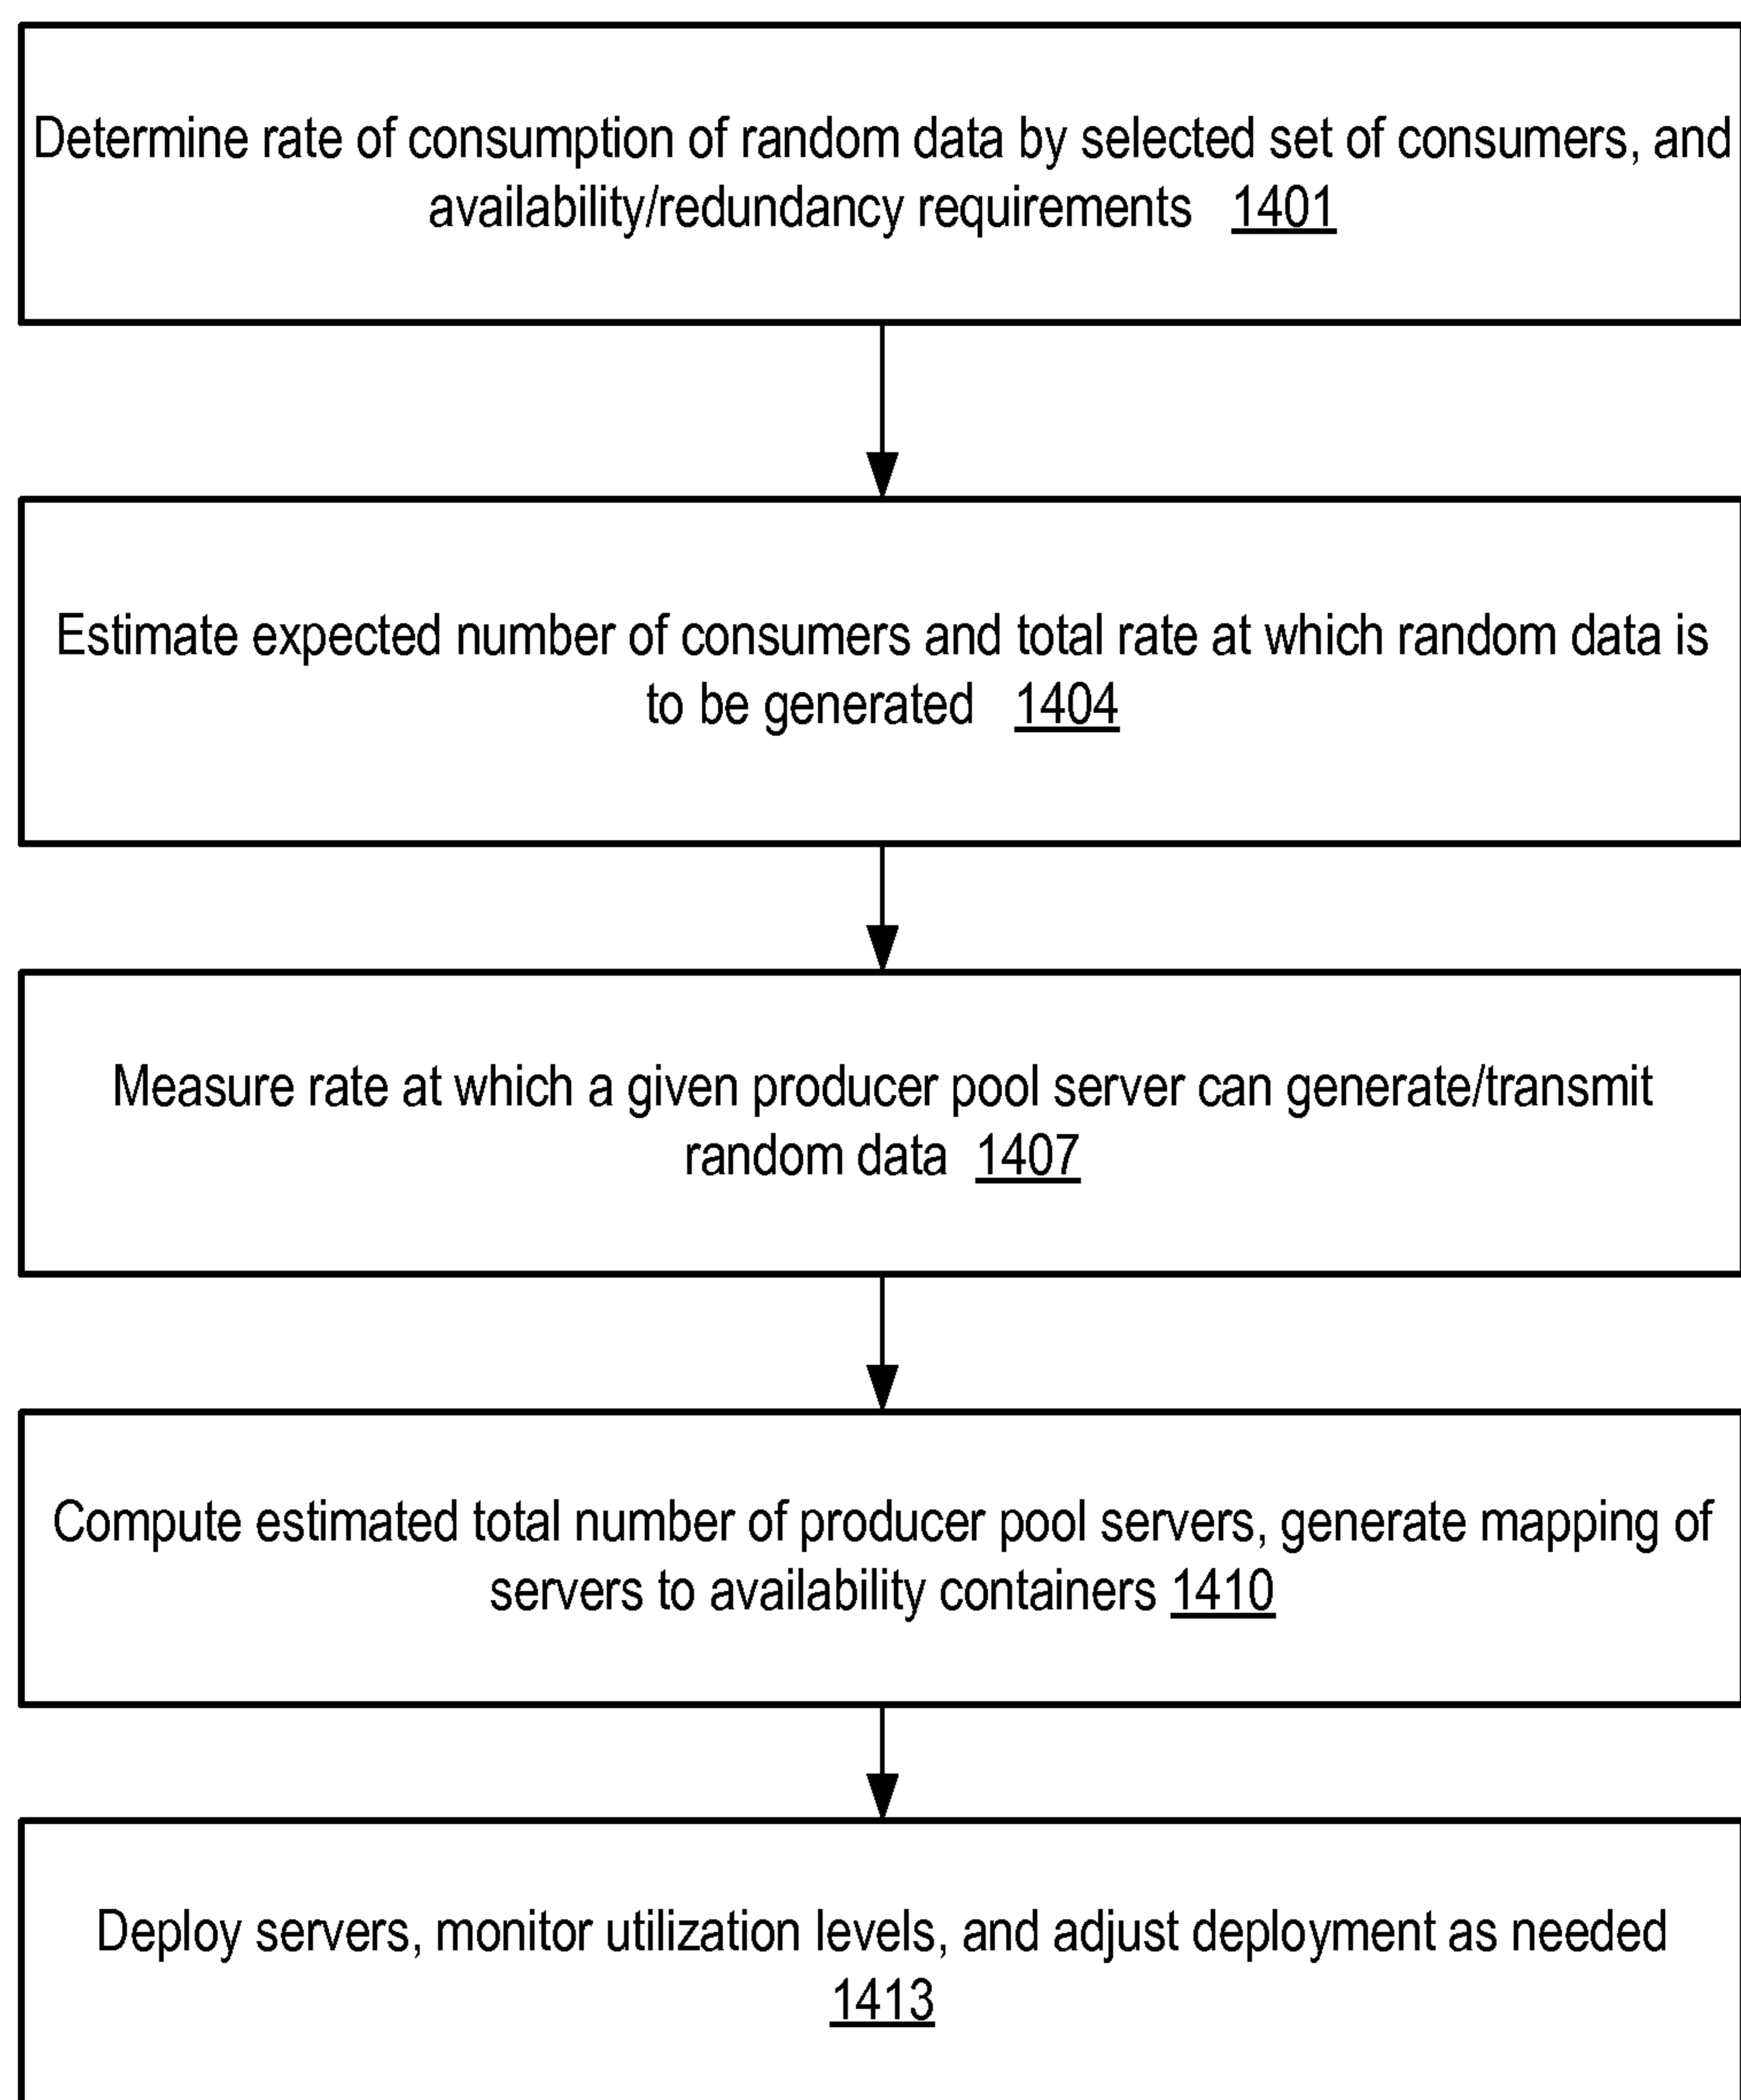 Determine rate of consumption of random data by selected set of consumers, and
availability/redundancy requirements 1401
Estimate expected number of consumers and total rate at which random data is
to be generated 1404
Measure rate at which a given producer pool server can generate/transmit
random data 1407
Compute estimated total number of producer pool servers, generate mapping of
servers to availability containers 1410
Deploy servers, monitor utilization levels, and adjust deployment as needed
1413